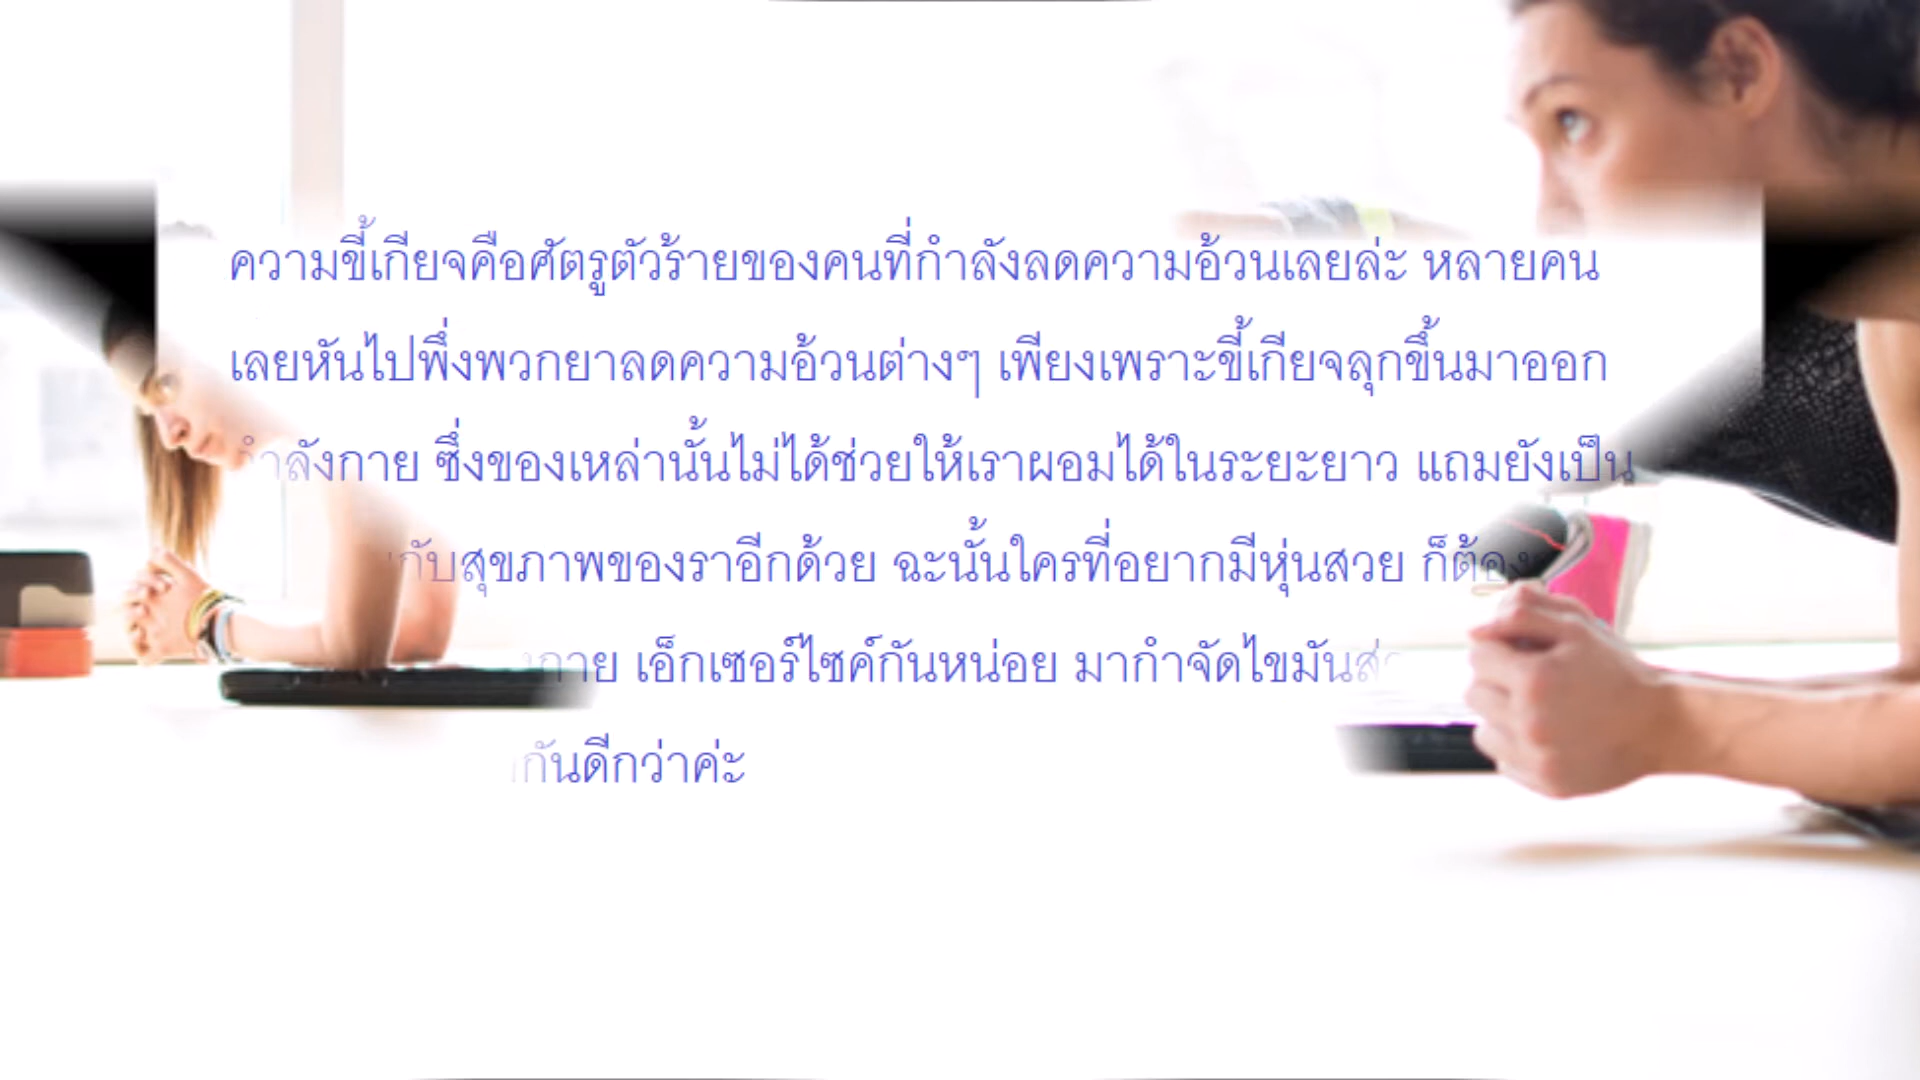 ความขี้เกียจคือศัตรูตัวร้ายของคนที่กำลังลดความอ้วนเลยล่ะ หลายคน
เลยหันไปพึ่งพวกยาลดความอ้วนต่างๆ เพียงเพราะขี้เกียจลุกขึ้นมาออก
กำลังกาย ซึ่งของเหล่านั้นไม่ได้ช่วยให้เราผอมได้ในระยะยาว แถมยังเป็น
กับสุขภาพของราอีกด้วย ฉะนั้นใครที่อยากมีหุ่นสวย ก็ต้อง
กาย เอ็กเซอร์ไซค์กันหน่อย มากำจัดไขมัน
กันดีกว่าค่ะ